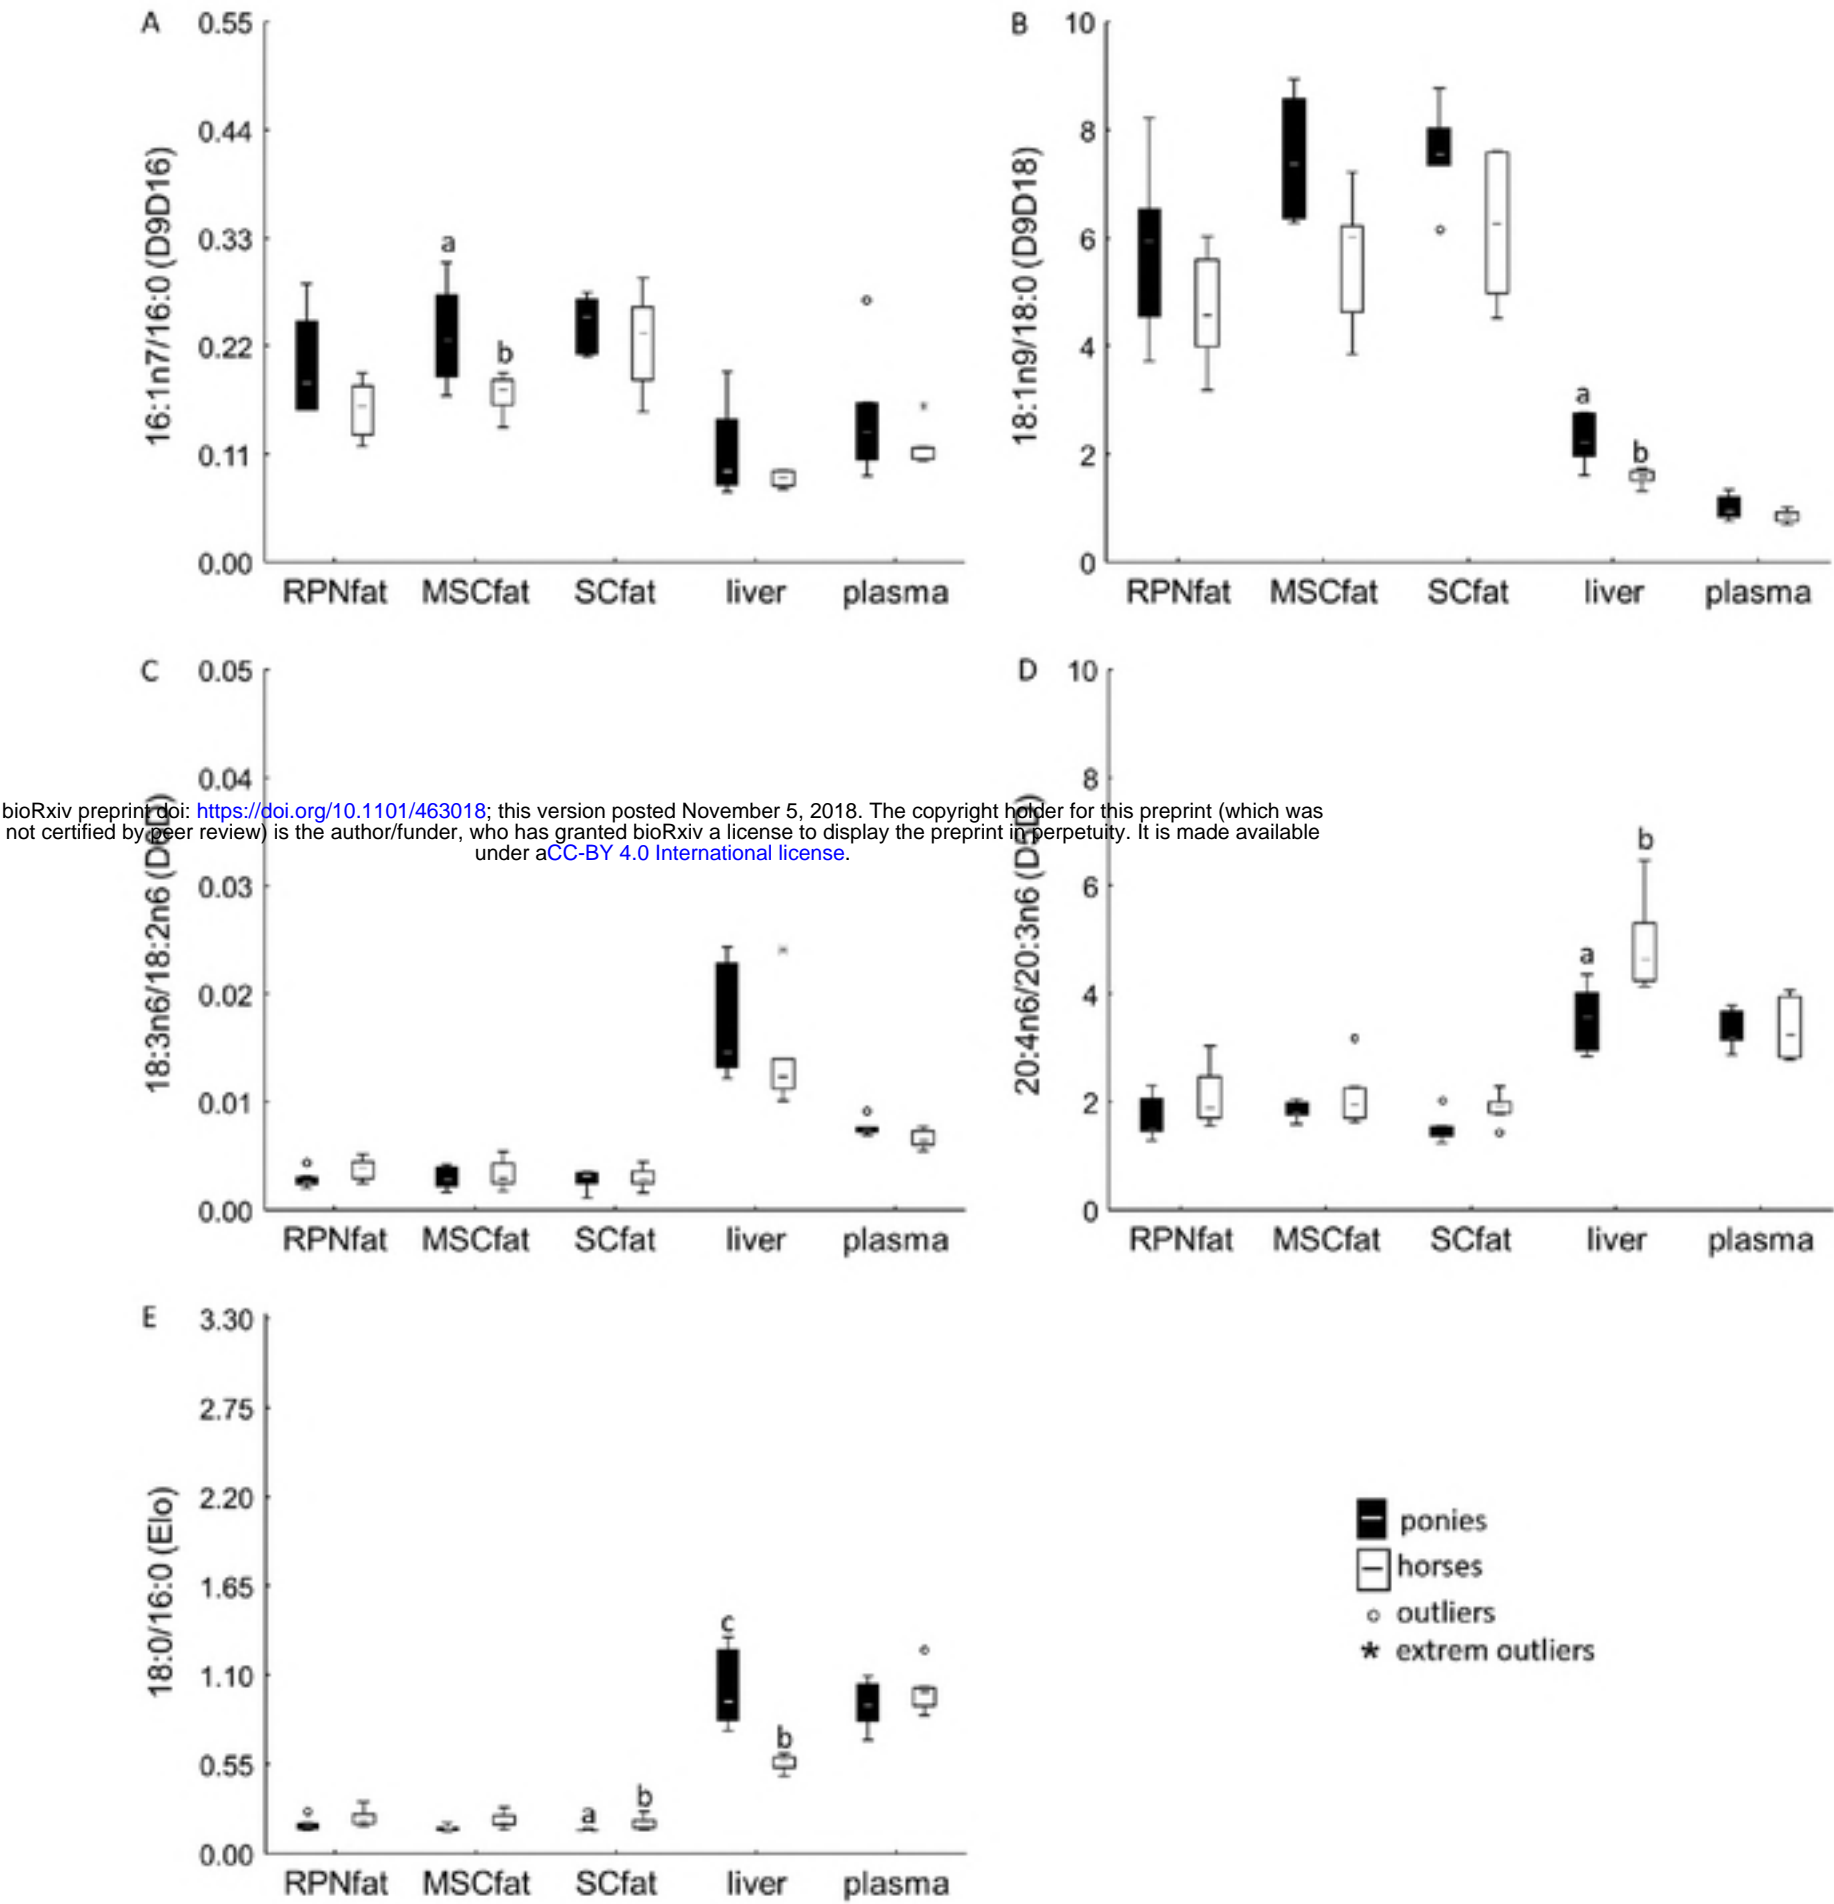 A
0.55
0.44
0.33
0.22
0.11
0.00
16:1n7/16:0 (D9D16)
a
b
RPNfat MSCfat SCfat liver plasma
B
10
8
6
4
2
0
18:1n9/18:0 (D9D18)
a
b
RPNfat MSCfat SCfat liver plasma
C
0.05
0.04
0.03
0.02
0.01
0.00
18:3n6/18:2n6
RPNfat MSCfat SCfat liver plasma
D
10
8
6
4
2
0
20:4n6/20:3n6 (D5D)
a
b
RPNfat MSCfat SCfat liver plasma
bioRxiv preprint doi: https://doi.org/10.1101/463018; this version posted November 5, 2018. The copyright holder for this preprint (which was
not certified by peer review) is the author/funder, who has granted bioRxiv a license to display the preprint in perpetuity. It is made available
under aCC-BY 4.0 International license.
E
3.30
2.75
2.20
1.65
1.10
0.55
0.00
18:0/16:0 (Elo)
a
b
c
b
RPNfat MSCfat SCfat liver plasma
ponies
horses
outliers
* extrem outliers